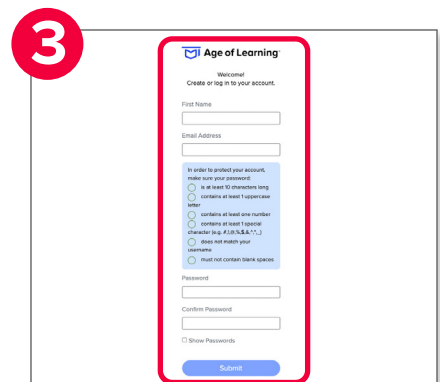 3
Age of Learning
Welcome!
Create or log in to your account.
First Name
Email Address
In order to protect your account,
make sure your password:
is at least 10 characters long
contains at least 1 uppercase
letter
contains at least one number
contains at least 1 special
character (e.g. #,!,@,%,$,&,*,^,_)
does not match your
username
must not contain blank spaces
Password
Confirm Password
Show Passwords
Submit